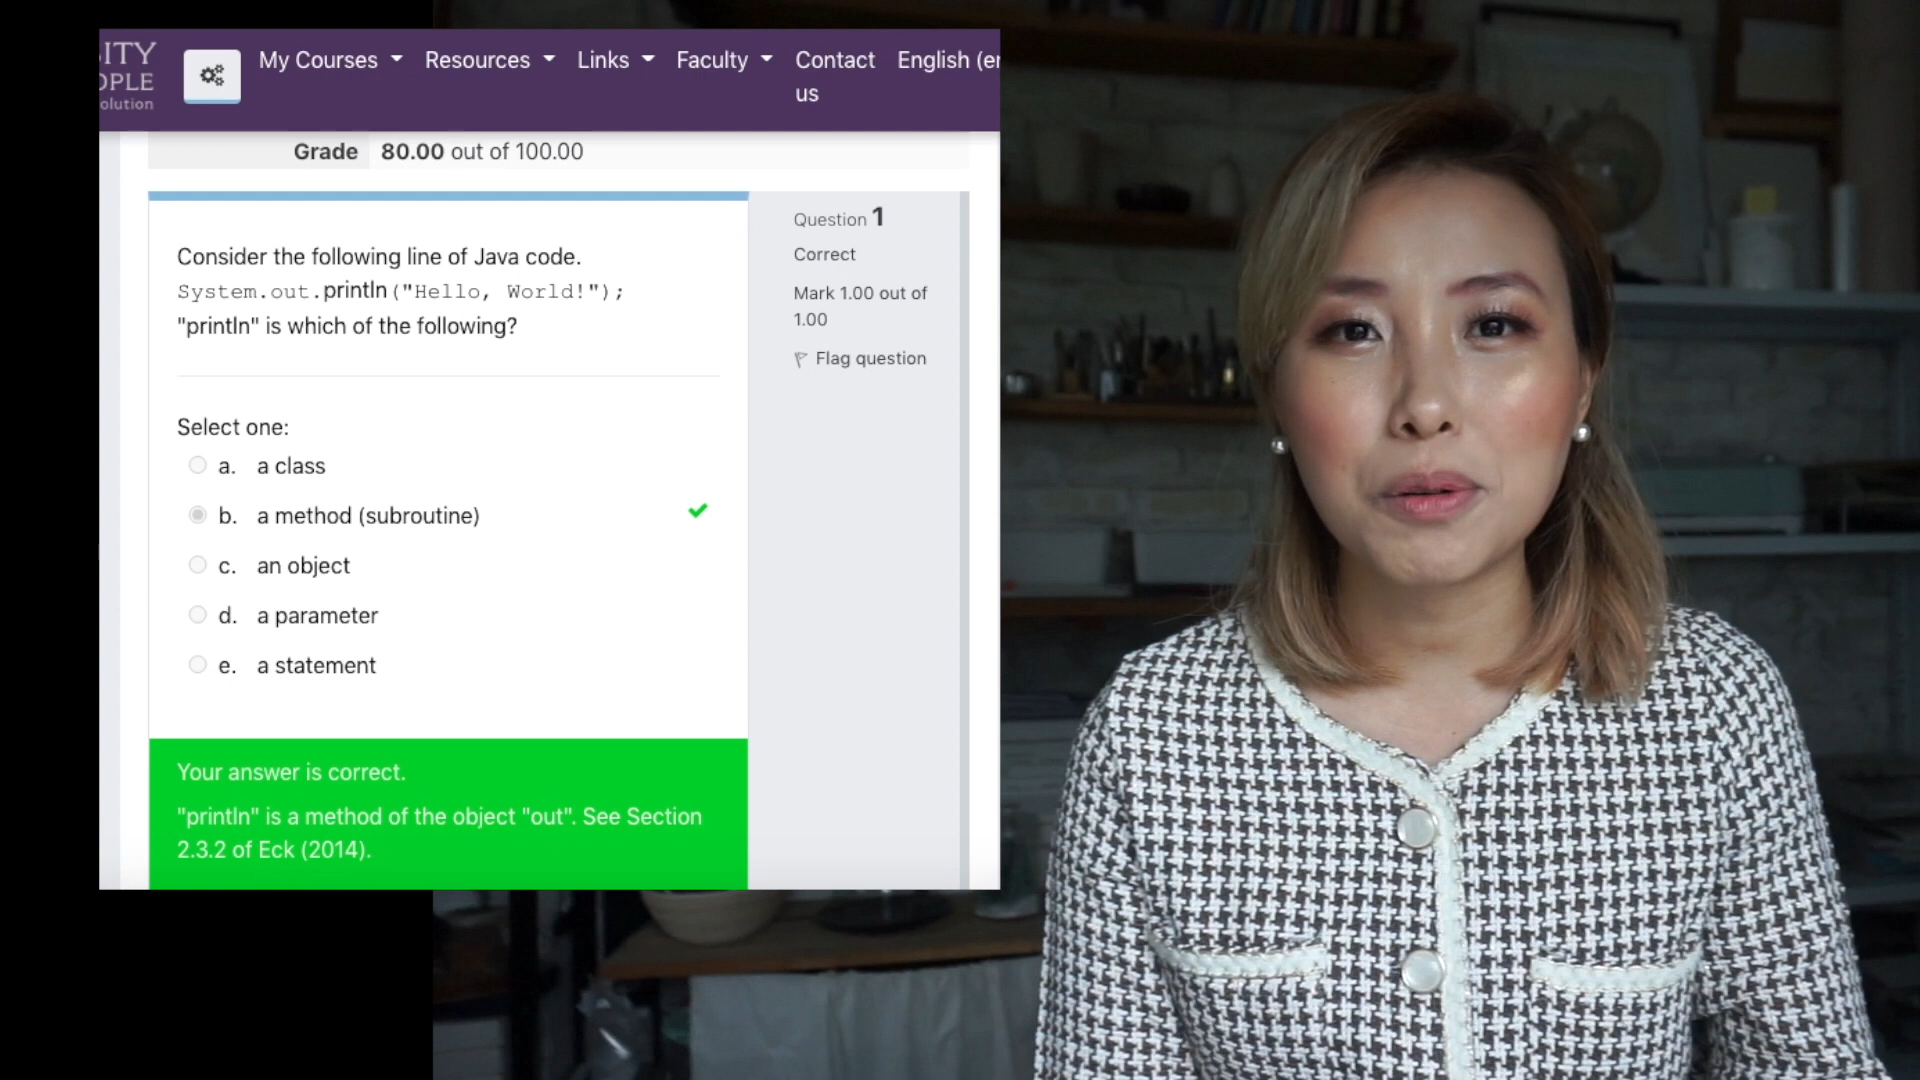 ITY
OPLE
olution
My Courses
Resources
Links
Faculty
Contact us
English (er
Grade 80.00 out of 100.00
Consider the following line of Java code.
System.out.println("Hello, World!");
"println" is which of the following?
Select one:
a. a class
b. a method (subroutine)
c. an object
d. a parameter
e. a statement
Your answer is correct.
"println" is a method of the object "out". See Section
2.3.2 of Eck (2014).
Question 1
Correct
Mark 1.00 out of
1.00
Flag question